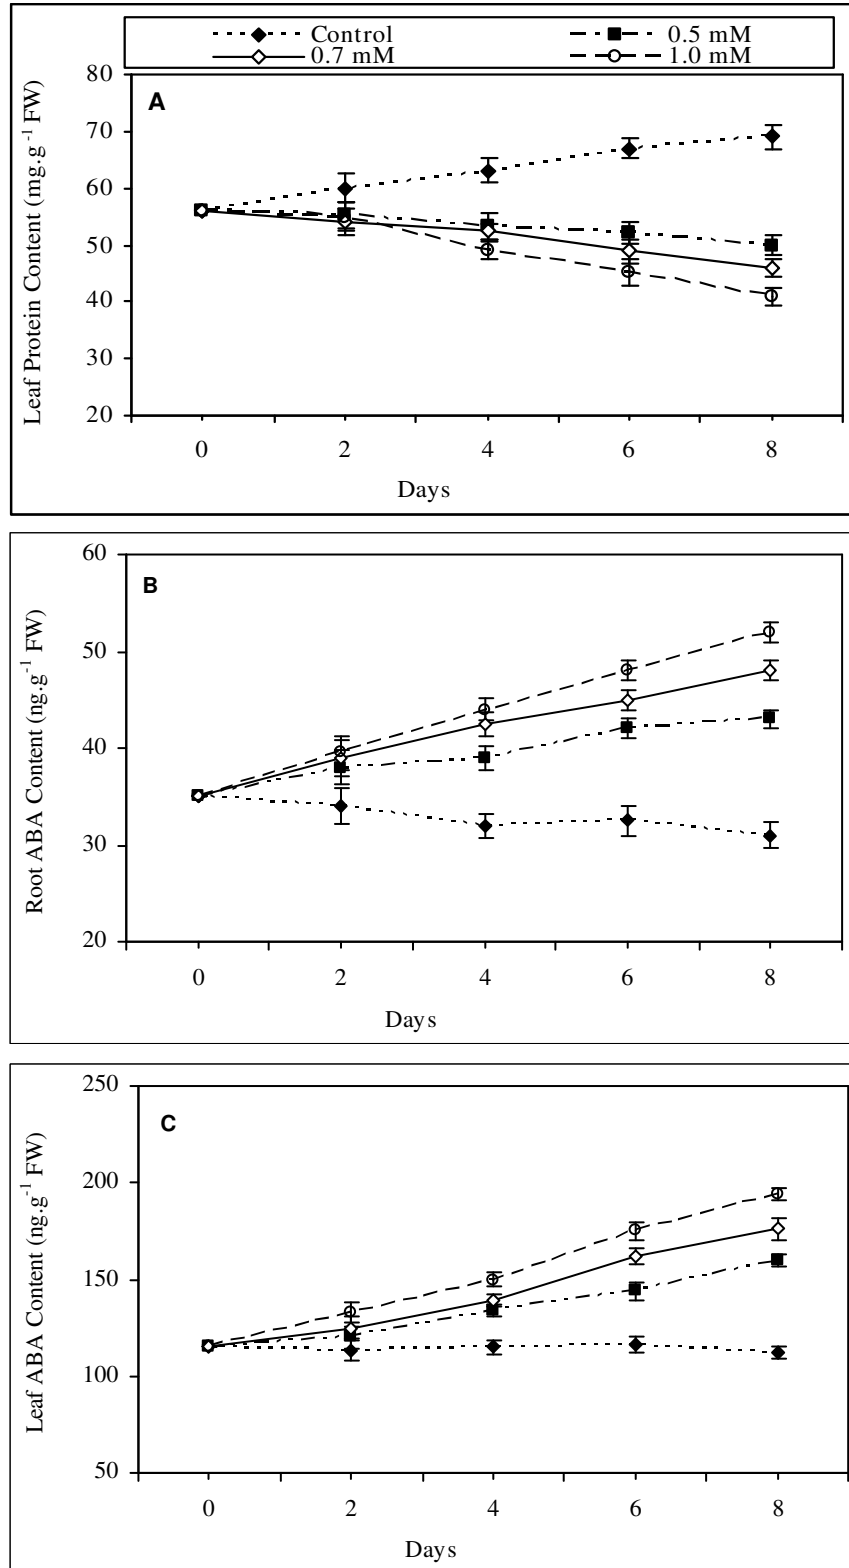 Control 0.5 mM
0.7 mM 1.0 mM
A
Leaf Protein Content (mg.g-1 FW)
80
70
60
50
40
30
20
0 2 4 6 8
Days
B
Root ABA Content (ng.g-1 FW)
60
50
40
30
20
0 2 4 6 8
Days
C
Leaf ABA Content (ng.g-1 FW)
250
200
150
100
50
0 2 4 6 8
Days